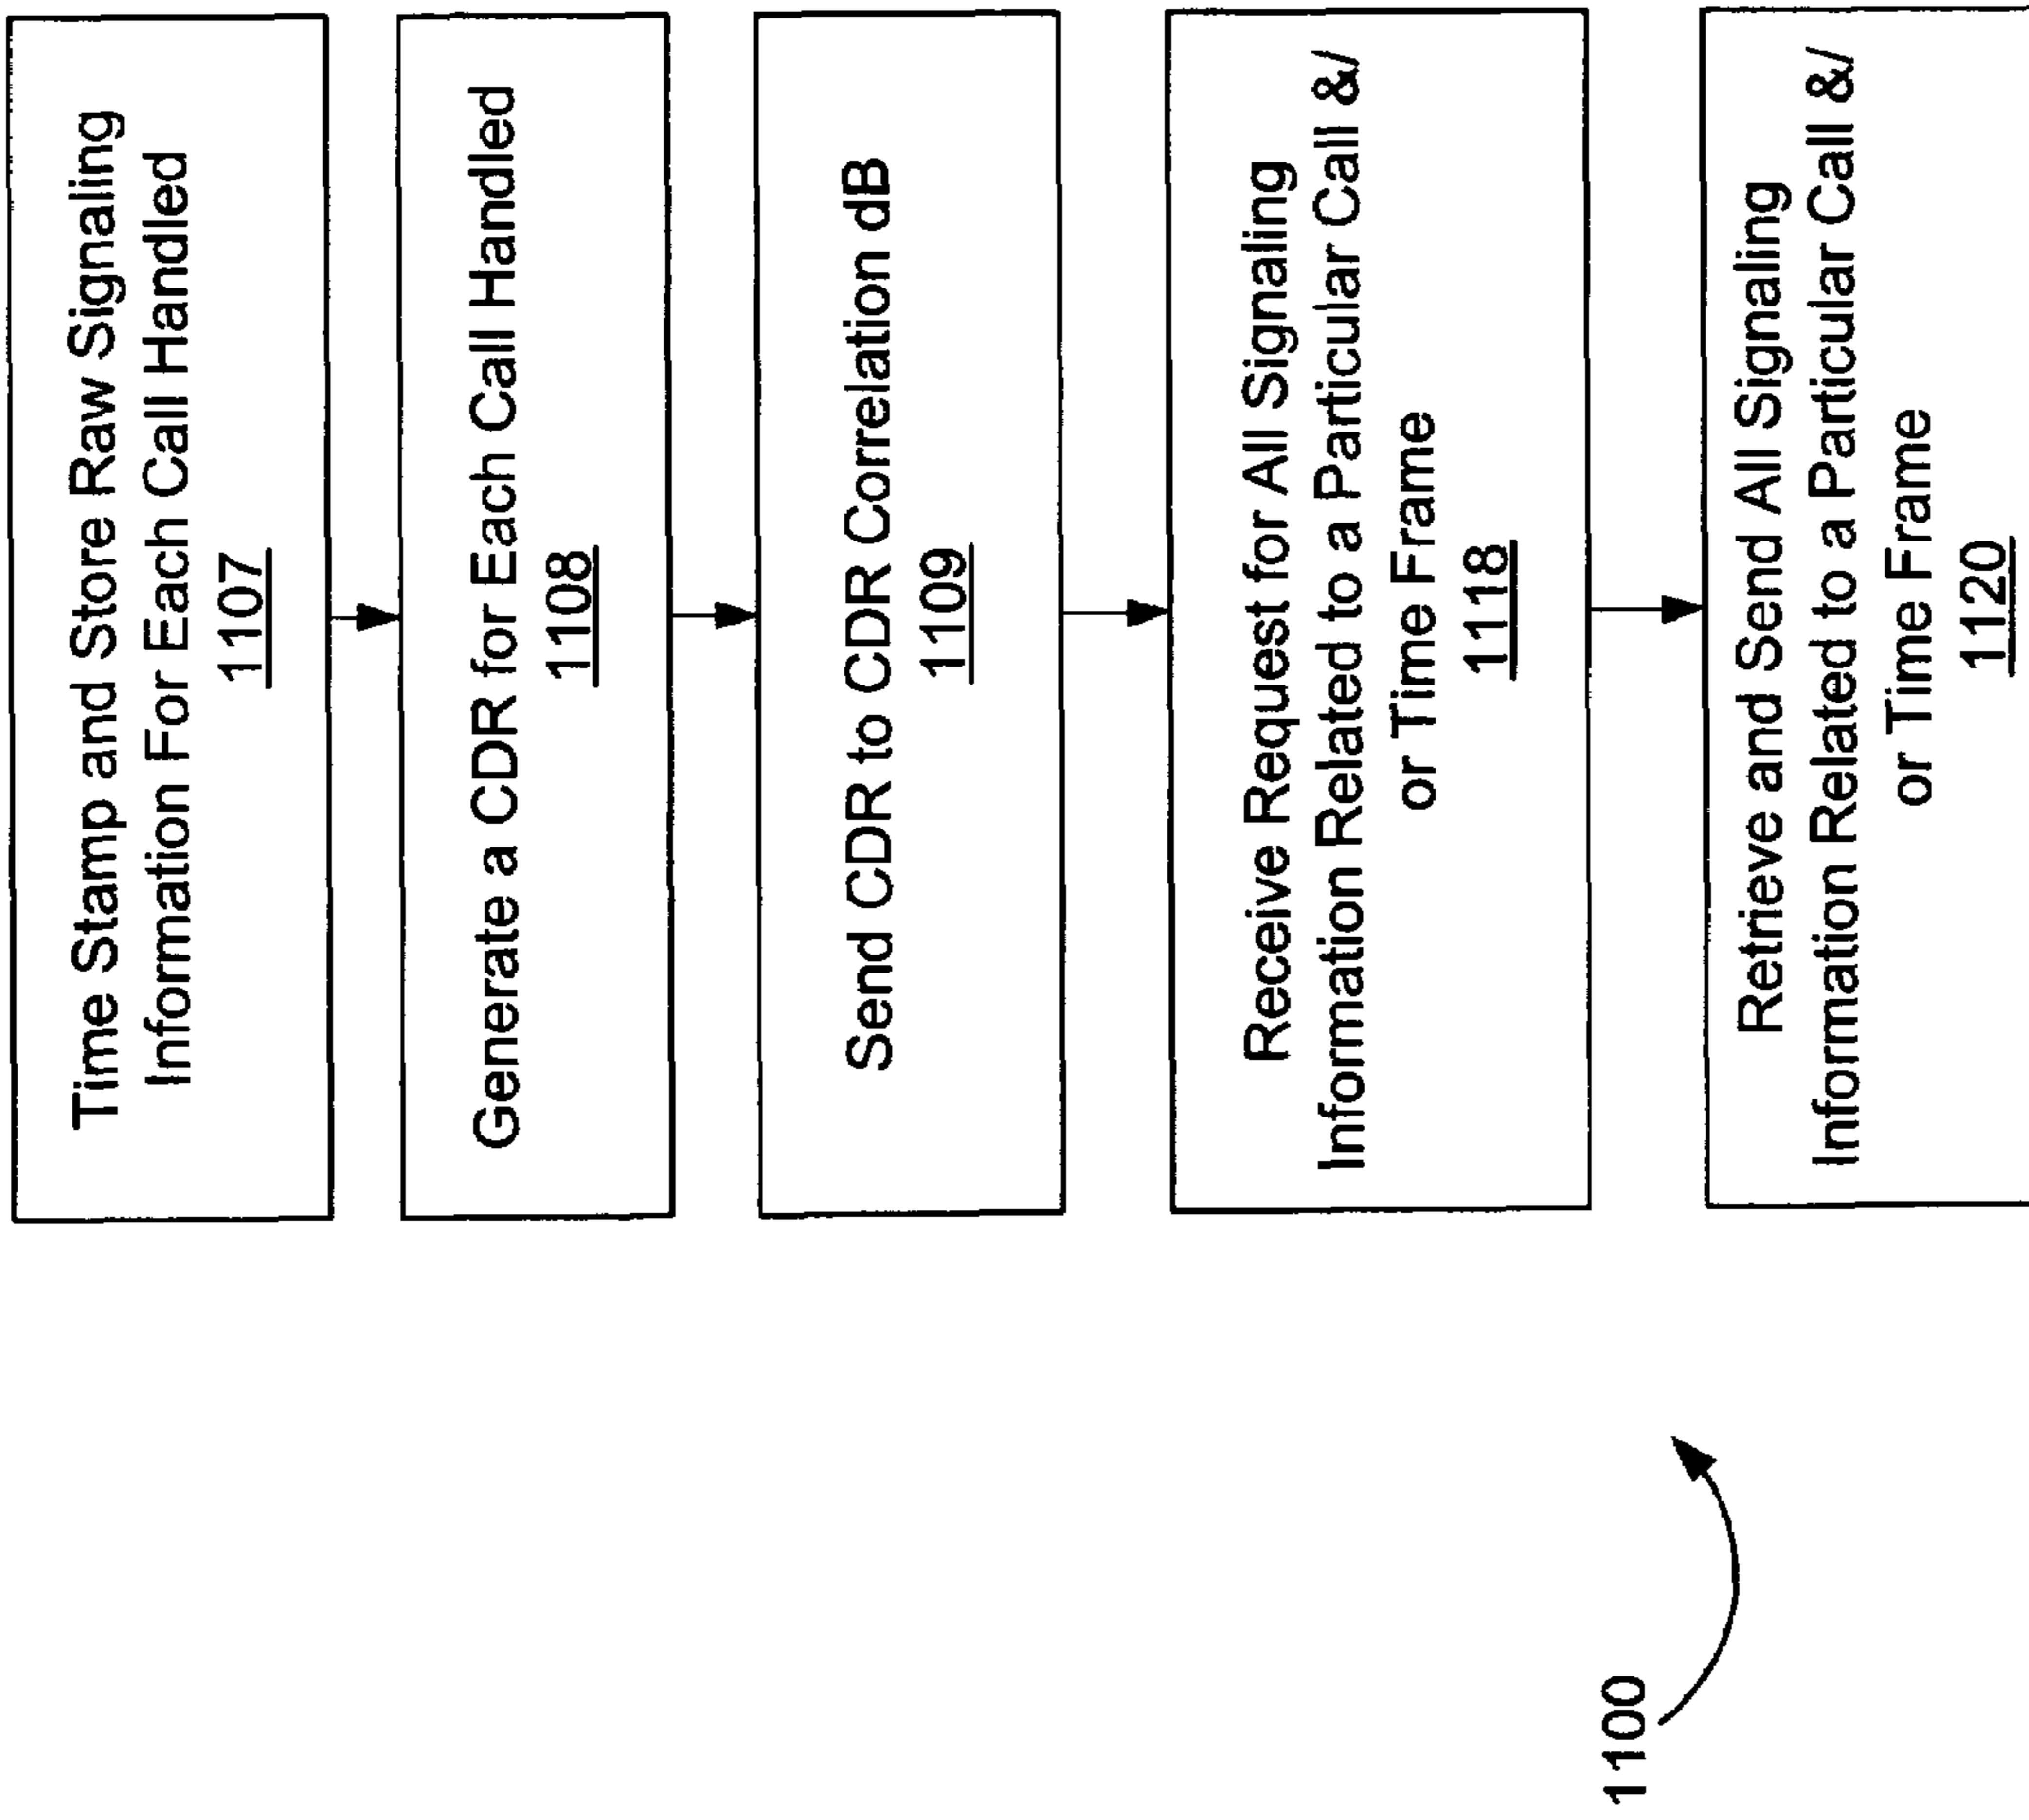 Time Stamp and Store Raw Signaling
Information For Each Call Handled
1107
Generate a CDR for Each Call Handled
1108
Send CDR to CDR Correlation dB
1109
Receive Request for All Signaling
Information Related to a Particular Call &/
or Time Frame
1118
Retrieve and Send All Signaling
Information Related to a Particular Call &/
or Time Frame
1120
1100